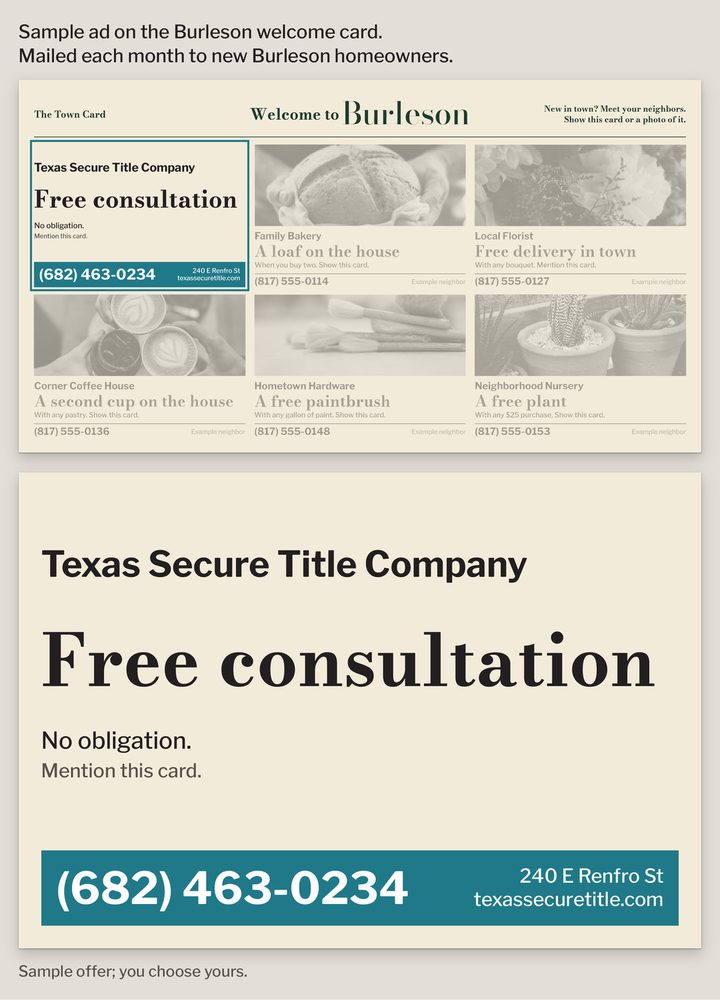 Sample ad on the Burleson welcome card.
Mailed each month to new Burleson homeowners.
The Town Card
Welcome to Burleson
New in town? Meet your neighbors.
Show this card or a photo of it.
Texas Secure Title Company
Free consultation
No obligation.
Mention this card.
(682) 463-0234
240 E Renfro St
texassecuretitle.com
Family Bakery
A loaf on the house
When you buy two. Show this card.
(817) 555-0114
Example neighbor
Local Florist
Free delivery in town
With any bouquet. Mention this card.
(817) 555-0127
Example neighbor
Corner Coffee House
A second cup on the house
With any pastry. Show this card.
(817) 555-0136
Example neighbor
Hometown Hardware
A free paintbrush
With any gallon of paint. Show this card.
(817) 555-0148
Example neighbor
Neighborhood Nursery
A free plant
With any $25 purchase. Show this card.
(817) 555-0153
Example neighbor
Texas Secure Title Company
Free consultation
No obligation.
Mention this card.
(682) 463-0234
240 E Renfro St
texassecuretitle.com
Sample offer; you choose yours.